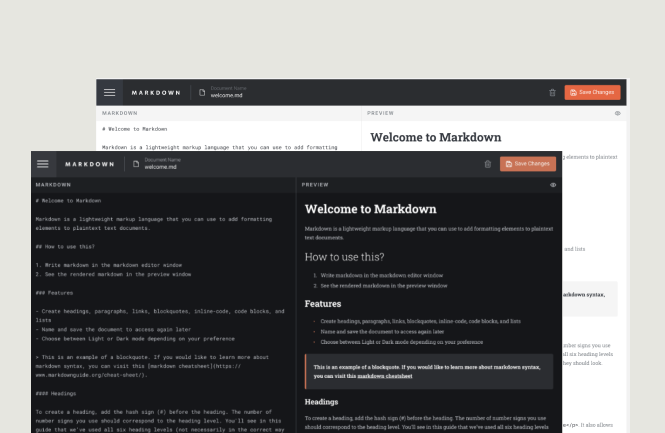 MARKDOWN
Document Name
welcome.md
Save Changes
MARKDOWN
PREVIEW
# Welcome to Markdown
Markdown is a lightweight markup language that you can use to add formatting
Welcome to Markdown
elements to plaintext
and lists
markdown syntax,
number signs you use
all six heading levels
they should look.
It also allows
MARKDOWN
Document Name
welcome.md
Save Changes
MARKDOWN
# Welcome to Markdown
Markdown is a lightweight markup language that you can use to add formatting
elements to plaintext text documents.
## How to use this?
1. Write markdown in the markdown editor window
2. See the rendered markdown in the preview window
### Features
- Create headings, paragraphs, links, blockquotes, inline-code, code blocks, and
lists
- Name and save the document to access again later
- Choose between Light or Dark mode depending on your preference
> This is an example of a blockquote. If you would like to learn more about
markdown syntax, you can visit this [markdown cheatsheet](https://
www.markdownguide.org/cheat-sheet/).
#### Headings
To create a heading, add the hash sign (#) before the heading. The number of
number signs you use should correspond to the heading level. You'll see in this
guide that we've used all six heading levels (not necessarily in the correct way
PREVIEW
Welcome to Markdown
Markdown is a lightweight markup language that you can use to add formatting elements to plaintext
text documents.
How to use this?
1. Write markdown in the markdown editor window
2. See the rendered markdown in the preview window
Features
Create headings, paragraphs, links, blockquotes, inline-code, code blocks, and lists
Name and save the document to access again later
Choose between Light or Dark mode depending on your preference
This is an example of a blockquote. If you would like to learn more about markdown syntax,
you can visit this markdown cheatsheet
Headings
To create a heading, add the hash sign (#) before the heading. The number of number signs you use
should correspond to the heading level. You'll see in this guide that we've used all six heading levels